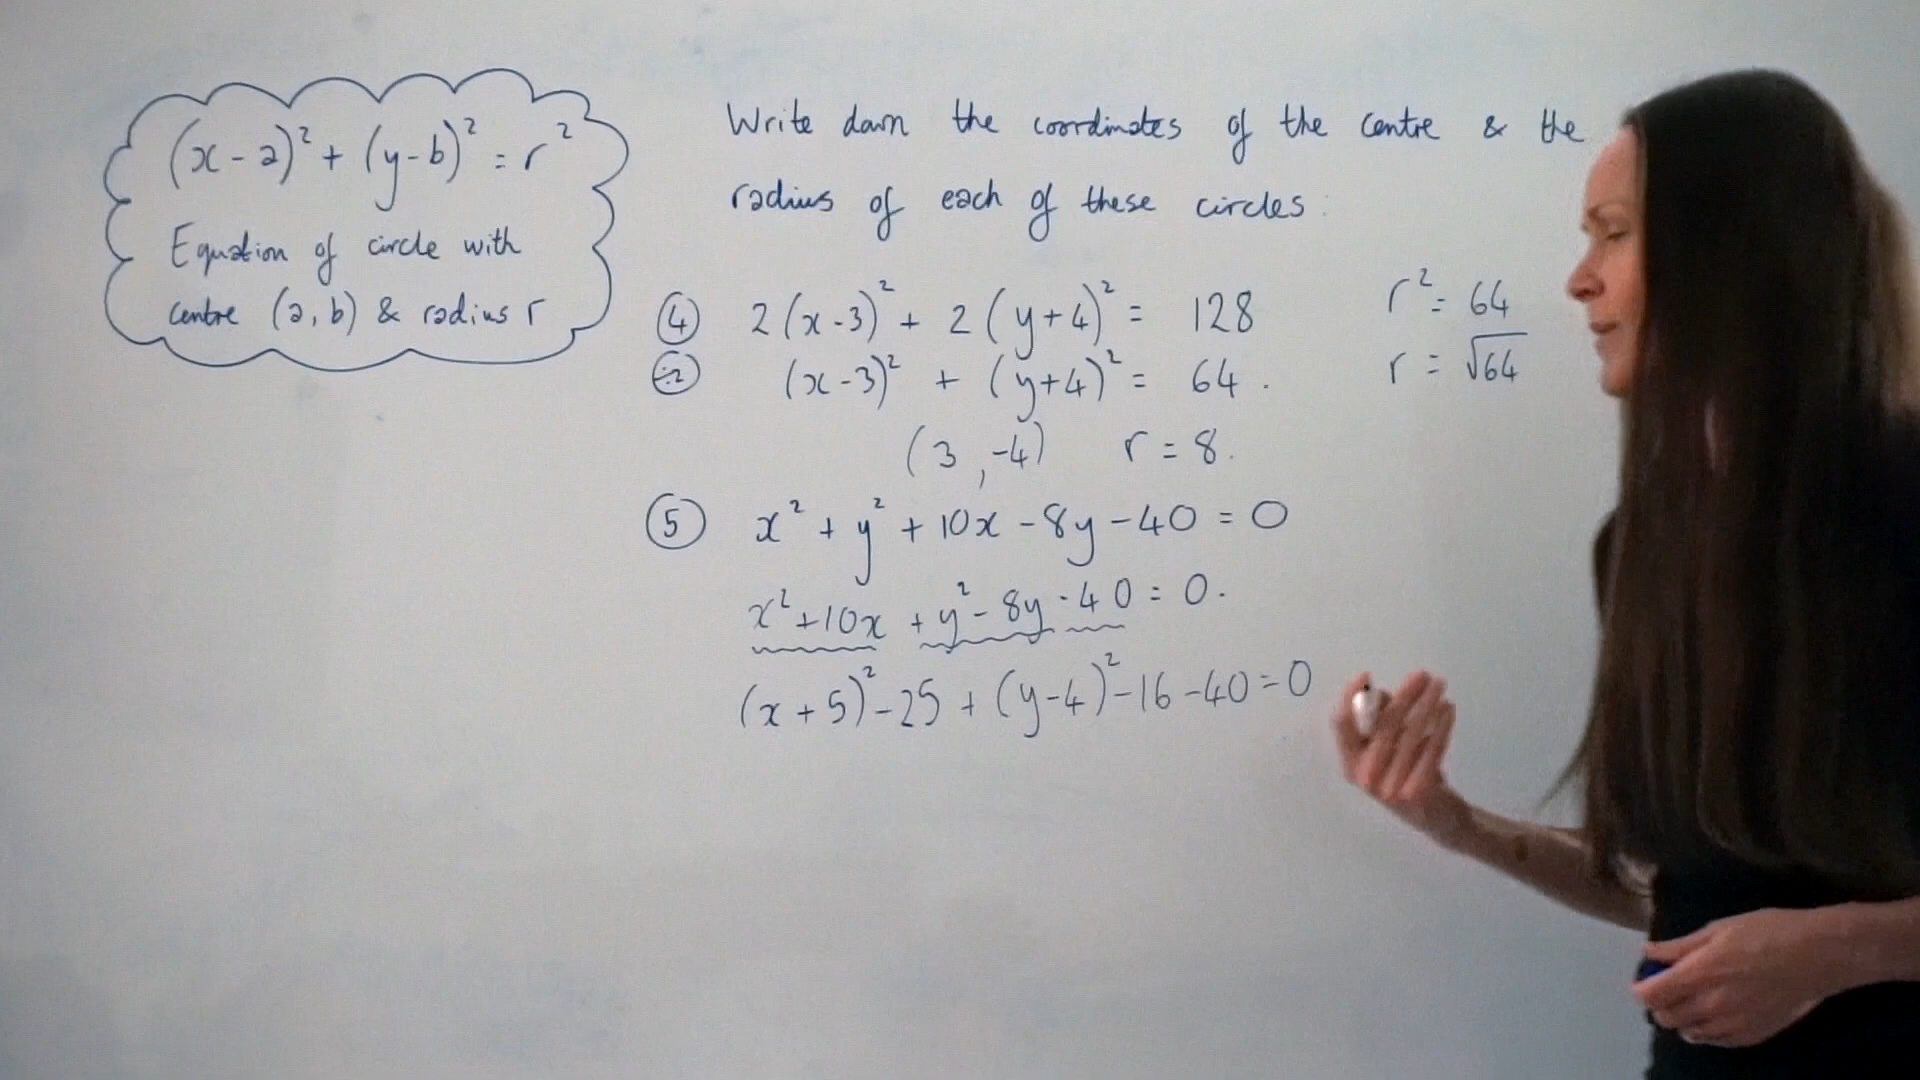 (x-a)² + (y-b)² = r²
Equation of circle with
centre (a, b) & radius r
Write down the coordinates of the centre & the
radius of each of these circles:
④ 2(x-3)² + 2(y+4)² = 128
÷2 (x-3)² + (y+4)² = 64.
(3, -4) r = 8.
r² = 64
r = √64
⑤ x² + y² + 10x - 8y - 40 = 0
x² + 10x + y² - 8y - 40 = 0.
(x+5)² - 25 + (y-4)² - 16 - 40 = 0